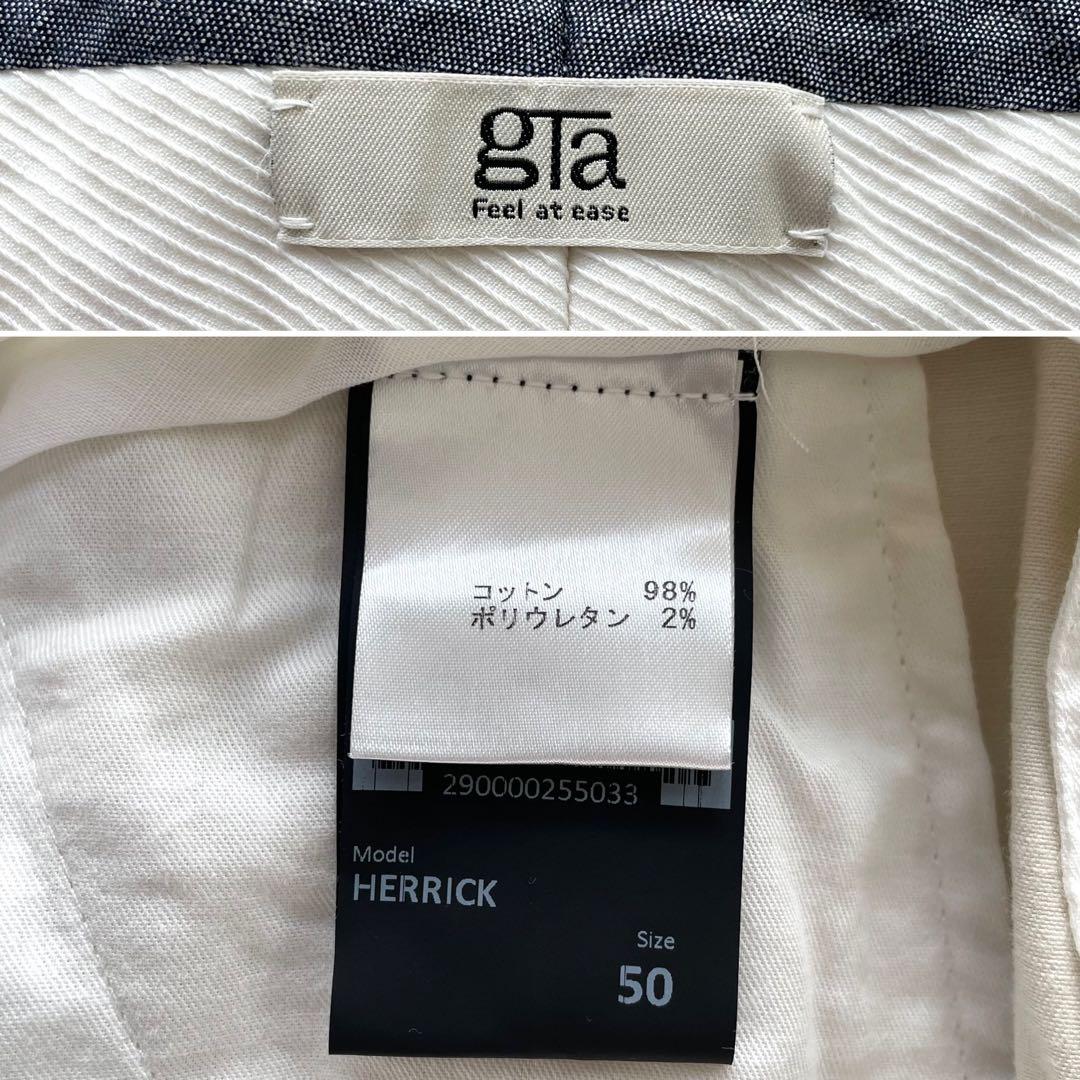 gTa
Feel at ease
コットン 98%
ポリウレタン 2%
290000255033
Model
HERRICK
Size
50